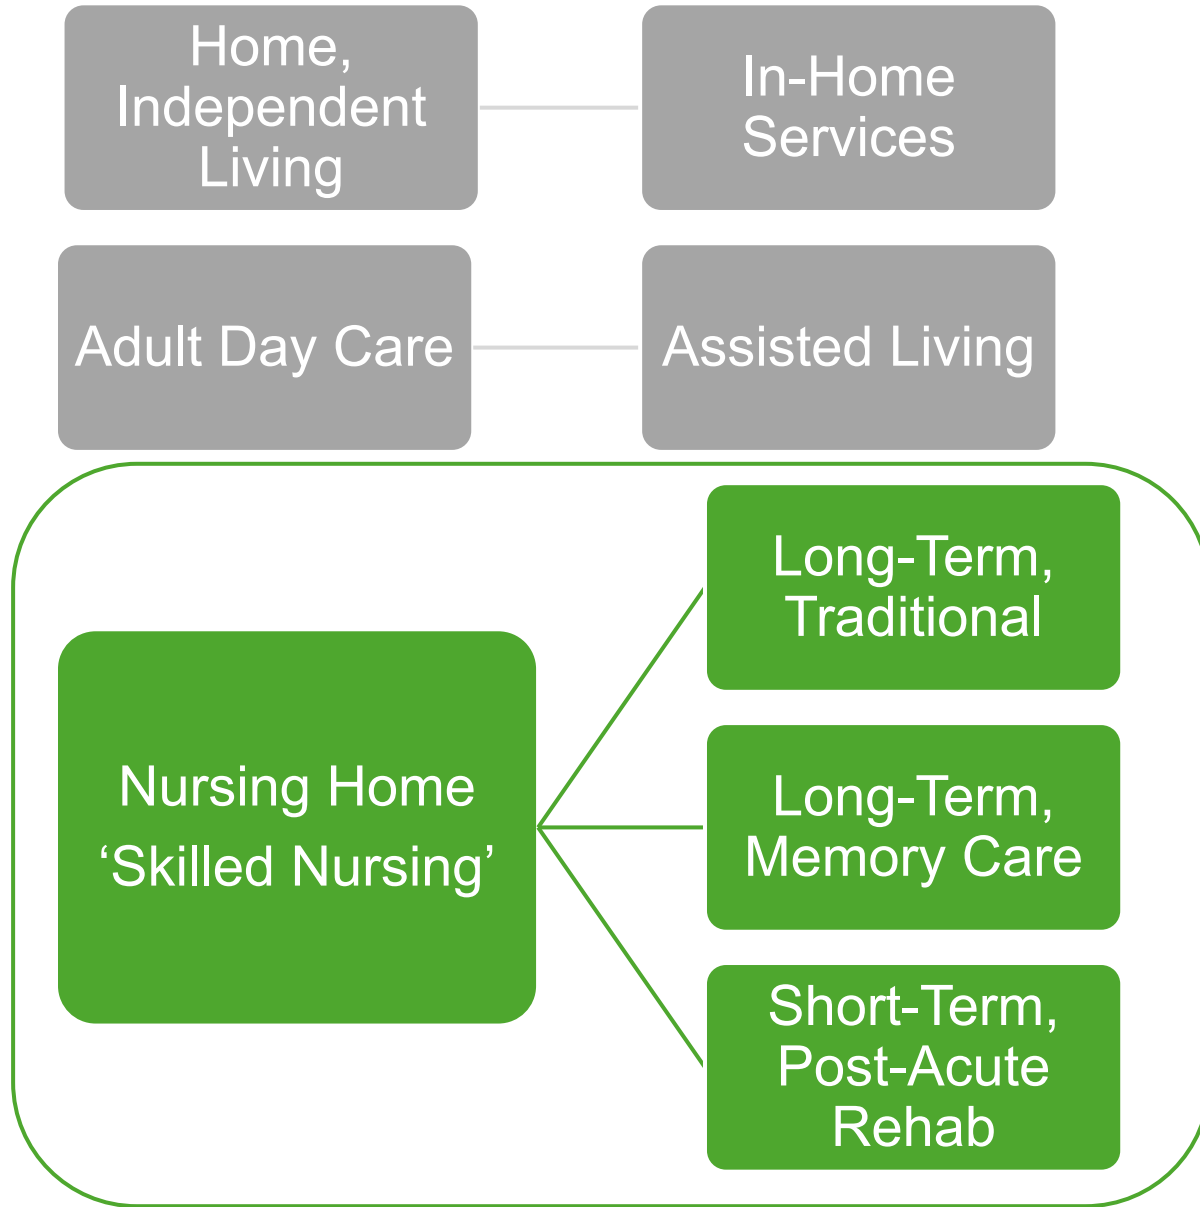 Home,
Independent
Living
In-Home
Services
Adult Day Care
Assisted Living
Nursing Home
‘Skilled Nursing’
Long-Term,
Traditional
Long-Term,
Memory Care
Short-Term,
Post-Acute
Rehab